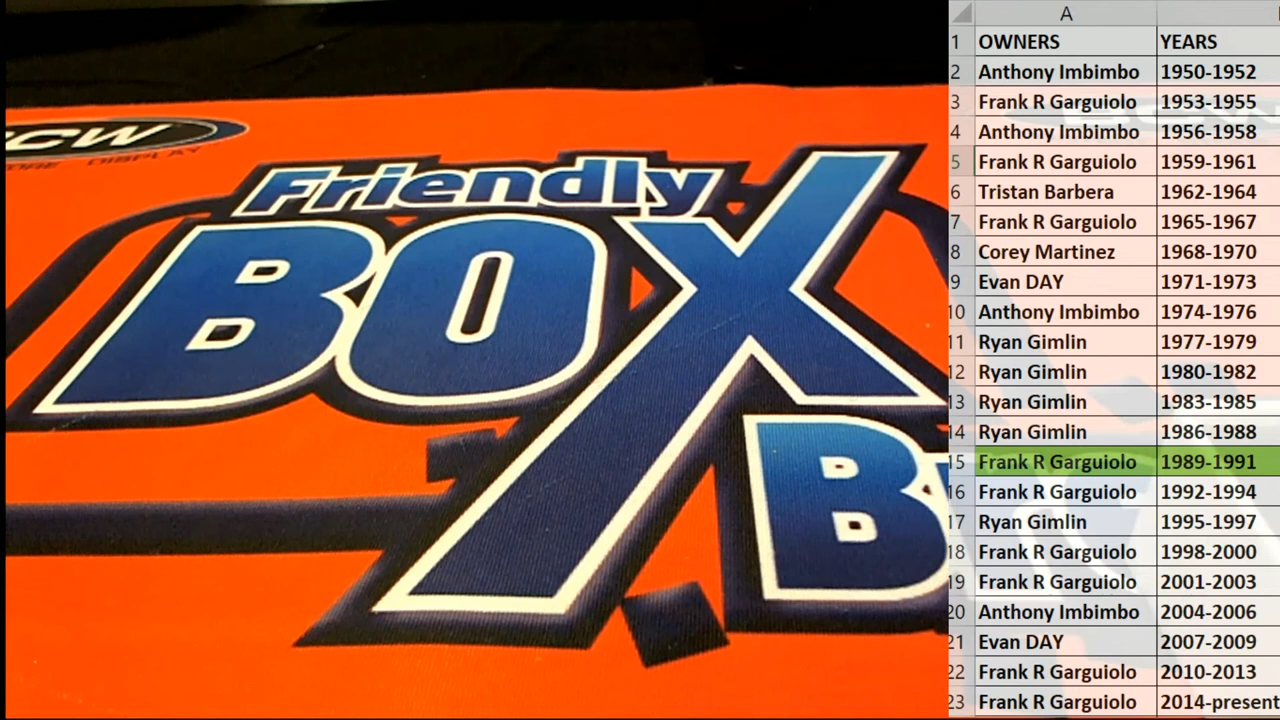 BCW
DISPLAY
Friendly
BOX
A
1 OWNERS YEARS
2 Anthony Imbimbo 1950-1952
3 Frank R Garguiolo 1953-1955
4 Anthony Imbimbo 1956-1958
5 Frank R Garguiolo 1959-1961
6 Tristan Barbera 1962-1964
7 Frank R Garguiolo 1965-1967
8 Corey Martinez 1968-1970
9 Evan DAY 1971-1973
10 Anthony Imbimbo 1974-1976
11 Ryan Gimlin 1977-1979
12 Ryan Gimlin 1980-1982
13 Ryan Gimlin 1983-1985
14 Ryan Gimlin 1986-1988
15 Frank R Garguiolo 1989-1991
16 Frank R Garguiolo 1992-1994
17 Ryan Gimlin 1995-1997
18 Frank R Garguiolo 1998-2000
19 Frank R Garguiolo 2001-2003
20 Anthony Imbimbo 2004-2006
21 Evan DAY 2007-2009
22 Frank R Garguiolo 2010-2013
23 Frank R Garguiolo 2014-present